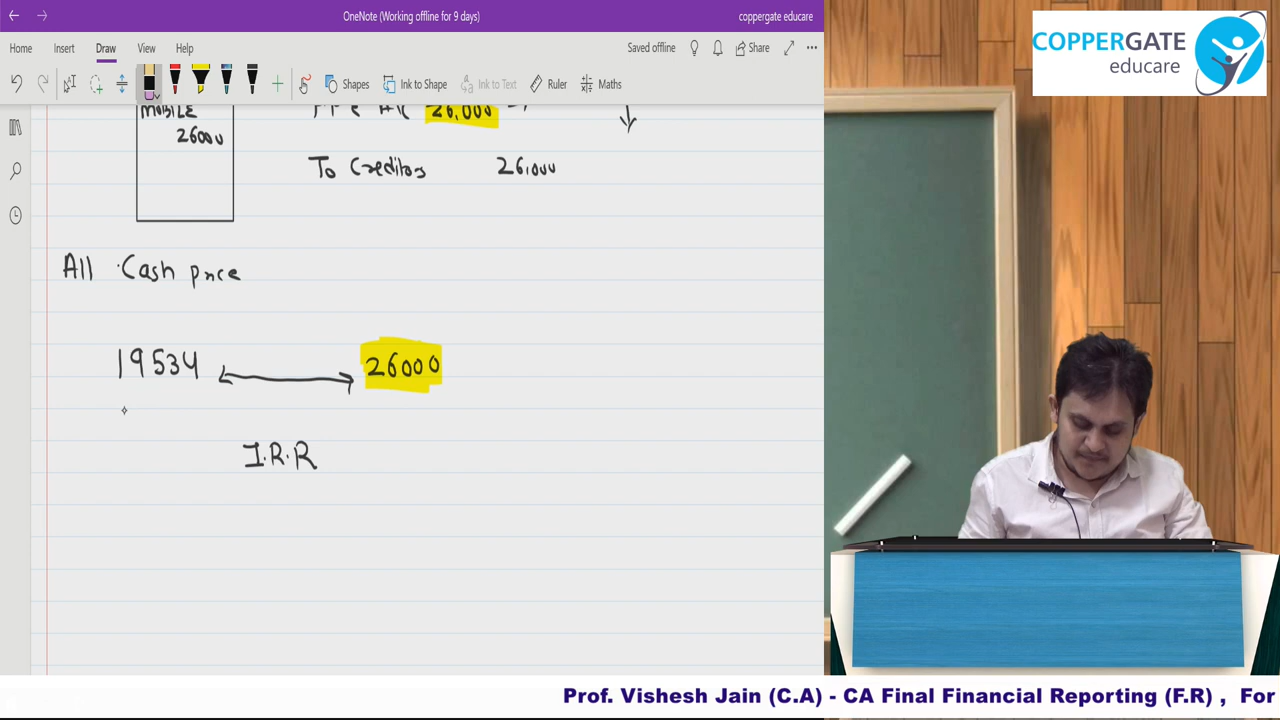 OneNote (Working offline for 9 days)
coppergate educare
Home Insert Draw View Help
Saved offline
Share
Shapes
Ink to Shape
Ink to Text
Ruler
Maths
COPPERGATE
educare
MOBILE
26000
26,000
To Creditors 26,000
All Cash price
19534 26000
I.R.R
Prof. Vishesh Jain (C.A) - CA Final Financial Reporting (F.R) , For